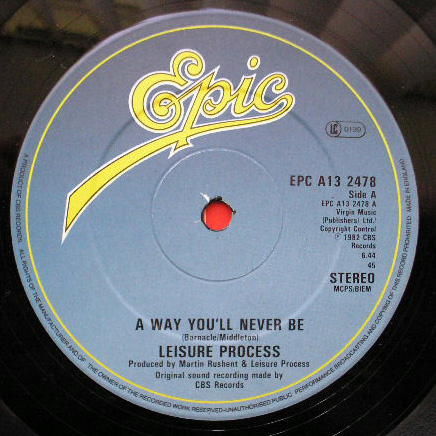 Epic
LC 0199
EPC A13 2478
Side A
EPC A13 2478 A
Virgin Music
(Publishers) Ltd./
Copyright Control
℗ 1982 CBS
Records
6.44
45
STEREO
MCPS/BIEM
A WAY YOU'LL NEVER BE
(Barnacle/Middleton)
LEISURE PROCESS
Produced by Martin Rushent & Leisure Process
Original sound recording made by
CBS Records
A PRODUCT OF CBS RECORDS. ALL RIGHTS OF THE MANUFACTURER AND OF THE OWNER OF THE RECORDED WORK RESERVED-UNAUTHORISED PUBLIC PERFORMANCE BROADCASTING AND COPYING OF THIS RECORD PROHIBITED. MADE IN ENGLAND